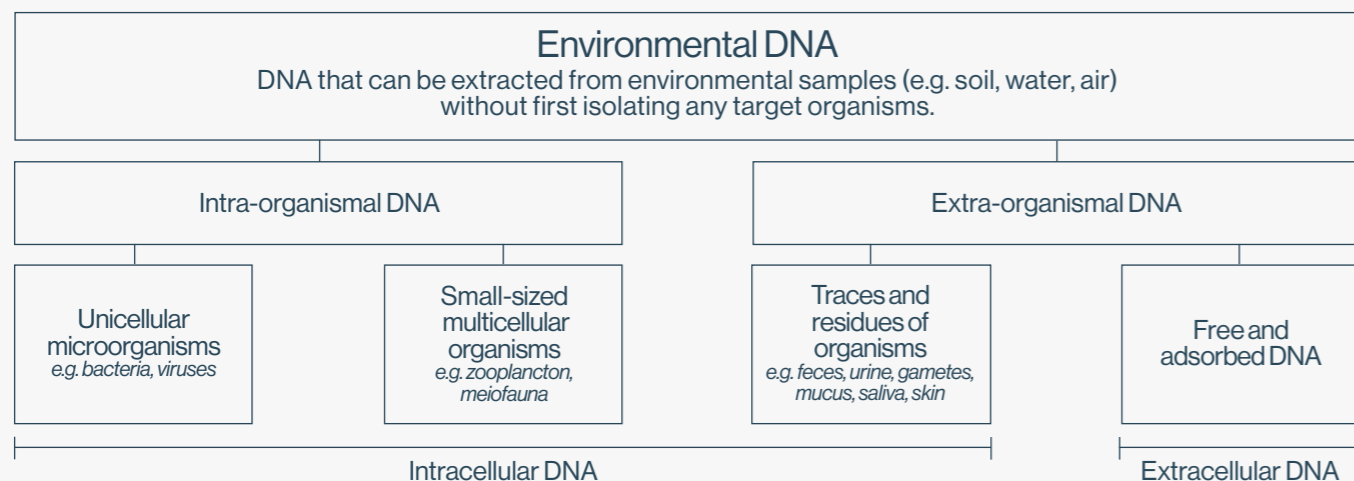 Environmental DNA
DNA that can be extracted from environmental samples (e.g. soil, water, air)
without first isolating any target organisms.
Intra-organismal DNA
Extra-organismal DNA
Unicellular
microorganisms
e.g. bacteria, viruses
Small-sized
multicellular
organisms
e.g. zooplancton,
meiofauna
Traces and
residues of
organisms
e.g. feces, urine, gametes,
mucus, saliva, skin
Free and
adsorbed DNA
Intracellular DNA
Extracellular DNA